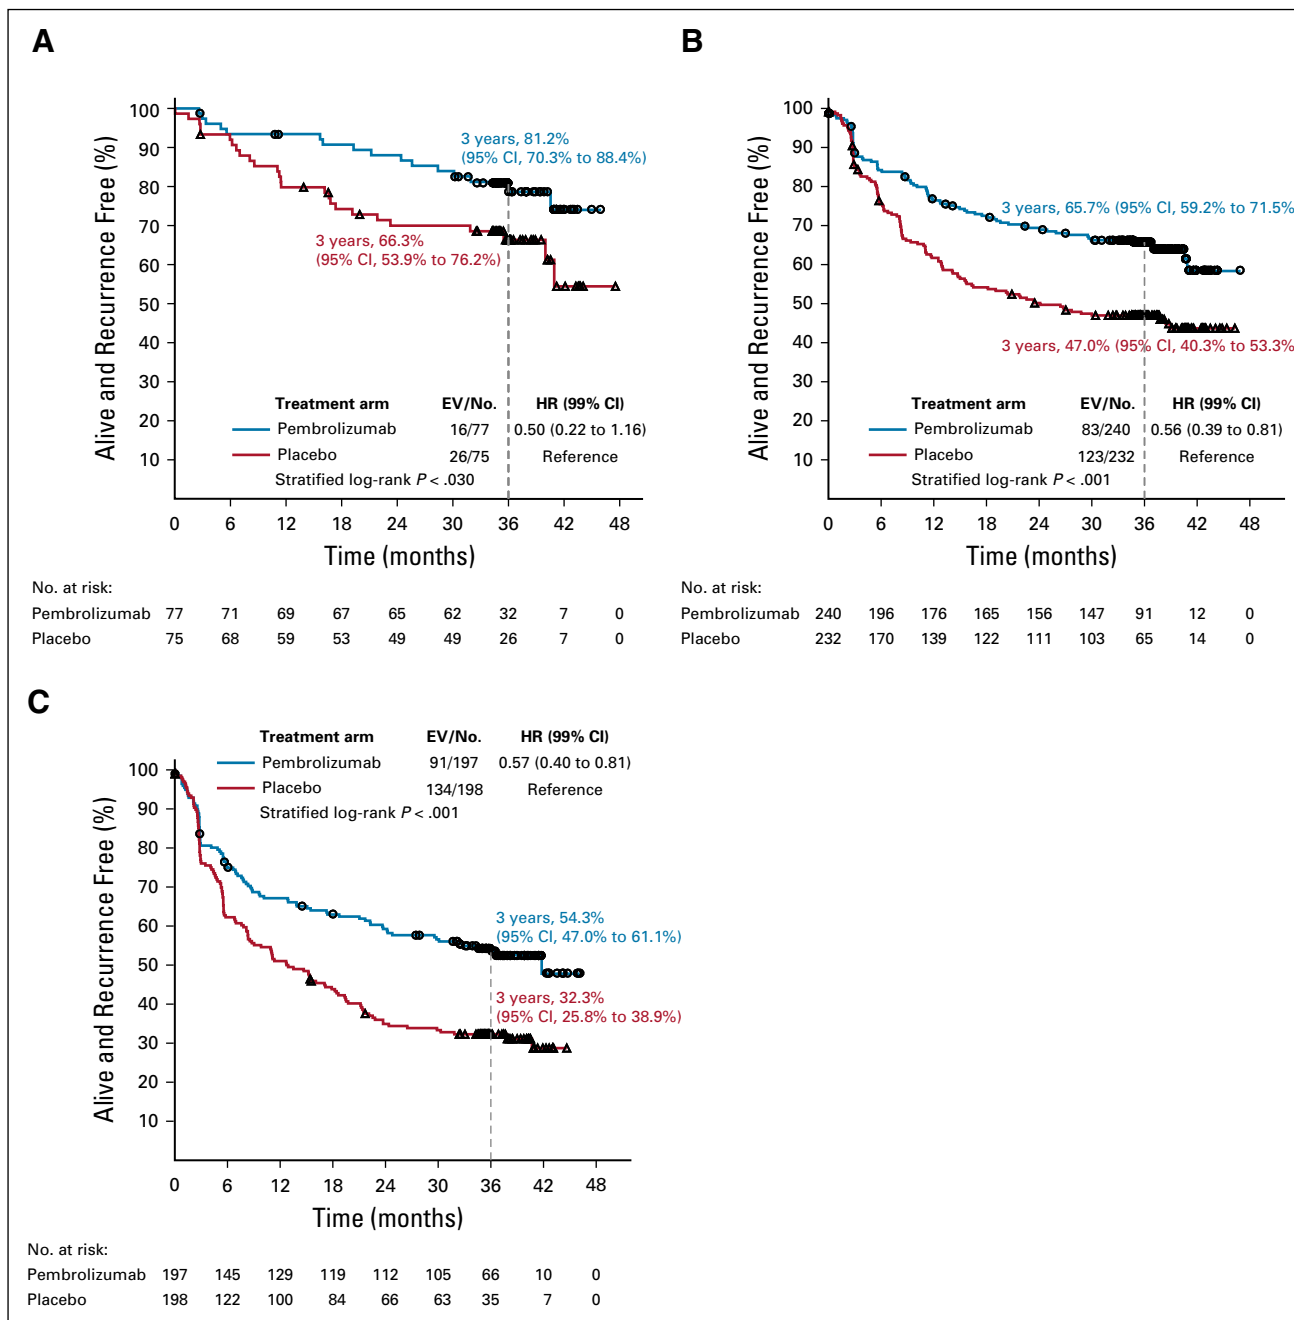 A
Alive and Recurrence Free (%)
100
90
80
70
60
50
40
30
20
10
3 years, 81.2%
(95% CI, 70.3% to 88.4%)
3 years, 66.3%
(95% CI, 53.9% to 76.2%)
Treatment arm EV/No. HR (99% CI)
Pembrolizumab 16/77 0.50 (0.22 to 1.16)
Placebo 26/75 Reference
Stratified log-rank P < .030
0 6 12 18 24 30 36 42 48
Time (months)
No. at risk:
Pembrolizumab 77 71 69 67 65 62 32 7 0
Placebo 75 68 59 53 49 49 26 7 0
B
Alive and Recurrence Free (%)
100
90
80
70
60
50
40
30
20
10
3 years, 65.7% (95% CI, 59.2% to 71.5%
3 years, 47.0% (95% CI, 40.3% to 53.3%
Treatment arm EV/No. HR (99% CI)
Pembrolizumab 83/240 0.56 (0.39 to 0.81)
Placebo 123/232 Reference
Stratified log-rank P < .001
0 6 12 18 24 30 36 42 48
Time (months)
No. at risk:
Pembrolizumab 240 196 176 165 156 147 91 12 0
Placebo 232 170 139 122 111 103 65 14 0
C
Treatment arm EV/No. HR (99% CI)
Pembrolizumab 91/197 0.57 (0.40 to 0.81)
Placebo 134/198 Reference
Stratified log-rank P < .001
Alive and Recurrence Free (%)
100
90
80
70
60
50
40
30
20
10
3 years, 54.3%
(95% CI, 47.0% to 61.1%)
3 years, 32.3%
(95% CI, 25.8% to 38.9%)
0 6 12 18 24 30 36 42 48
Time (months)
No. at risk:
Pembrolizumab 197 145 129 119 112 105 66 10 0
Placebo 198 122 100 84 66 63 35 7 0